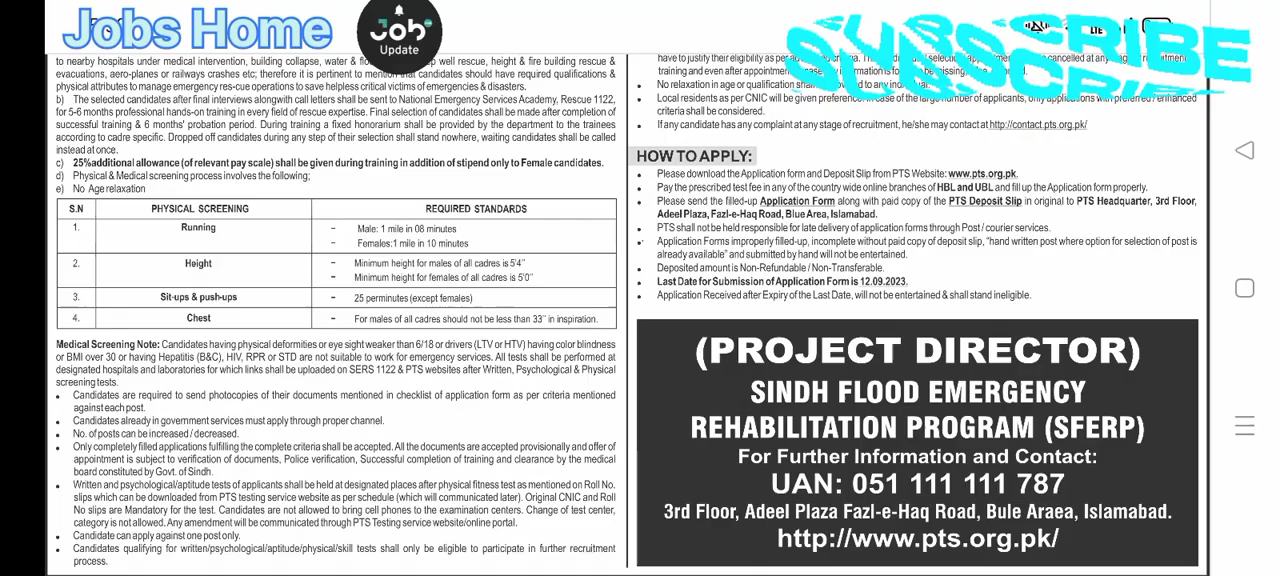 Jobs Home
Job
Update
SUBSCRIBE
SUBSCRIBE
to nearby hospitals under medical intervention, building collapse, water & well rescue, height & fire building rescue &
evacuations, aero-planes or railways crashes etc; therefore it is pertinent to mention that candidates should have required qualifications &
physical attributes to manage emergency res-cue operations to save helpless critical victims of emergencies & disasters.
b) The selected candidates after final interviews alongwith call letters shall be sent to National Emergency Services Academy, Rescue 1122,
for 5-6 months professional hands-on training in every field of rescue expertise. Final selection of candidates shall be made after completion of
successful training & 6 months' probation period. During training a fixed honorarium shall be provided by the department to the trainees
according to cadre specific. Dropped off candidates during any step of their selection shall stand nowhere, waiting candidates shall be called
instead at once.
c) 25%additional allowance (of relevant pay scale) shall be given during training in addition of stipend only to Female candidates.
d) Physical & Medical screening process involves the following;
e) No Age relaxation
S.N PHYSICAL SCREENING REQUIRED STANDARDS
1. Running - Male: 1 mile in 08 minutes
- Females:1 mile in 10 minutes
2. Height - Minimum height for males of all cadres is 5'4"
- Minimum height for females of all cadres is 5'0"
3. Sit-ups & push-ups - 25 perminutes (except females)
4. Chest - For males of all cadres should not be less than 33" in inspiration.
Medical Screening Note: Candidates having physical deformities or eye sight weaker than 6/18 or drivers (LTV or HTV) having color blindness
or BMI over 30 or having Hepatitis (B&C), HIV, RPR or STD are not suitable to work for emergency services. All tests shall be performed at
designated hospitals and laboratories for which links shall be uploaded on SERS 1122 & PTS websites after Written, Psychological & Physical
screening tests.
• Candidates are required to send photocopies of their documents mentioned in checklist of application form as per criteria mentioned
against each post.
• Candidates already in government services must apply through proper channel.
• No. of posts can be increased / decreased.
• Only completely filled applications fulfilling the complete criteria shall be accepted. All the documents are accepted provisionally and offer of
appointment is subject to verification of documents, Police verification, Successful completion of training and clearance by the medical
board constituted by Govt. of Sindh.
• Written and psychological/aptitude tests of applicants shall be held at designated places after physical fitness test as mentioned on Roll No.
slips which can be downloaded from PTS testing service website as per schedule (which will communicated later). Original CNIC and Roll
No slips are Mandatory for the test. Candidates are not allowed to bring cell phones to the examination centers. Change of test center,
category is not allowed. Any amendment will be communicated through PTS Testing service website/online portal.
• Candidate can apply against one post only.
• Candidates qualifying for written/psychological/aptitude/physical/skill tests shall only be eligible to participate in further recruitment
process.
have to justify their eligibility as per
training and even after appointment
• No relaxation in age or qualification shall
• Local residents as per CNIC will be given preference. In case of the large number of applicants, only applications with preferred / enhanced
criteria shall be considered.
• If any candidate has any complaint at any stage of recruitment, he/she may contact at http://contact.pts.org.pk/
HOW TO APPLY:
• Please download the Application form and Deposit Slip from PTS Website: www.pts.org.pk.
• Pay the prescribed test fee in any of the country wide online branches of HBL and UBL and fill up the Application form properly.
• Please send the filled-up Application Form along with paid copy of the PTS Deposit Slip in original to PTS Headquarter, 3rd Floor,
Adeel Plaza, Fazl-e-Haq Road, Blue Area, Islamabad.
• PTS shall not be held responsible for late delivery of application forms through Post / courier services.
• Application Forms improperly filled-up, incomplete without paid copy of deposit slip, "hand written post where option for selection of post is
already available" and submitted by hand will not be entertained.
• Deposited amount is Non-Refundable / Non-Transferable.
• Last Date for Submission of Application Form is 12.09.2023.
• Application Received after Expiry of the Last Date, will not be entertained & shall stand ineligible.
(PROJECT DIRECTOR)
SINDH FLOOD EMERGENCY
REHABILITATION PROGRAM (SFERP)
For Further Information and Contact:
UAN: 051 111 111 787
3rd Floor, Adeel Plaza Fazl-e-Haq Road, Bule Araea, Islamabad.
http://www.pts.org.pk/